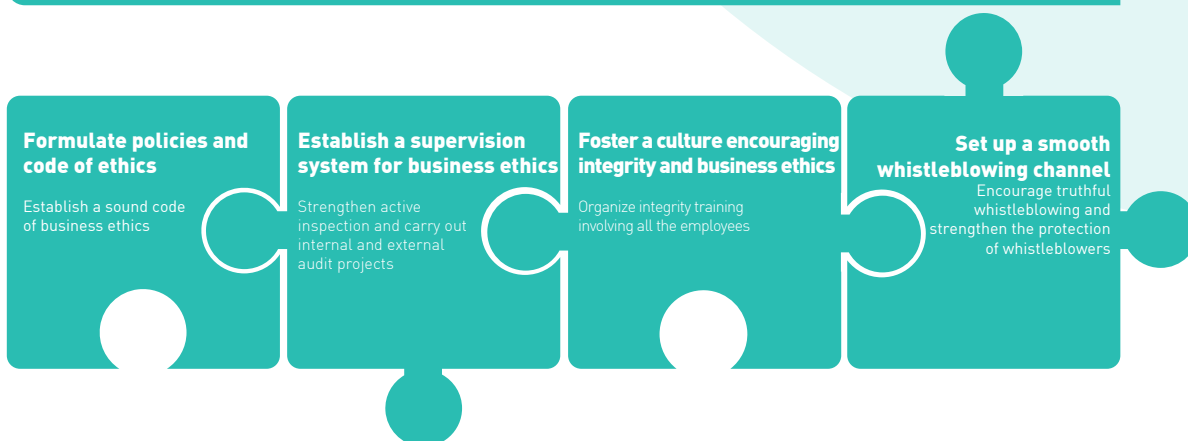 Formulate policies and
code of ethics
Establish a sound code
of business ethics
Establish a supervision
system for business ethics
Strengthen active
inspection and carry out
internal and external
audit projects
Foster a culture encouraging
integrity and business ethics
Organize integrity training
involving all the employees
Set up a smooth
whistleblowing channel
Encourage truthful
whistleblowing and
strengthen the protection
of whistleblowers